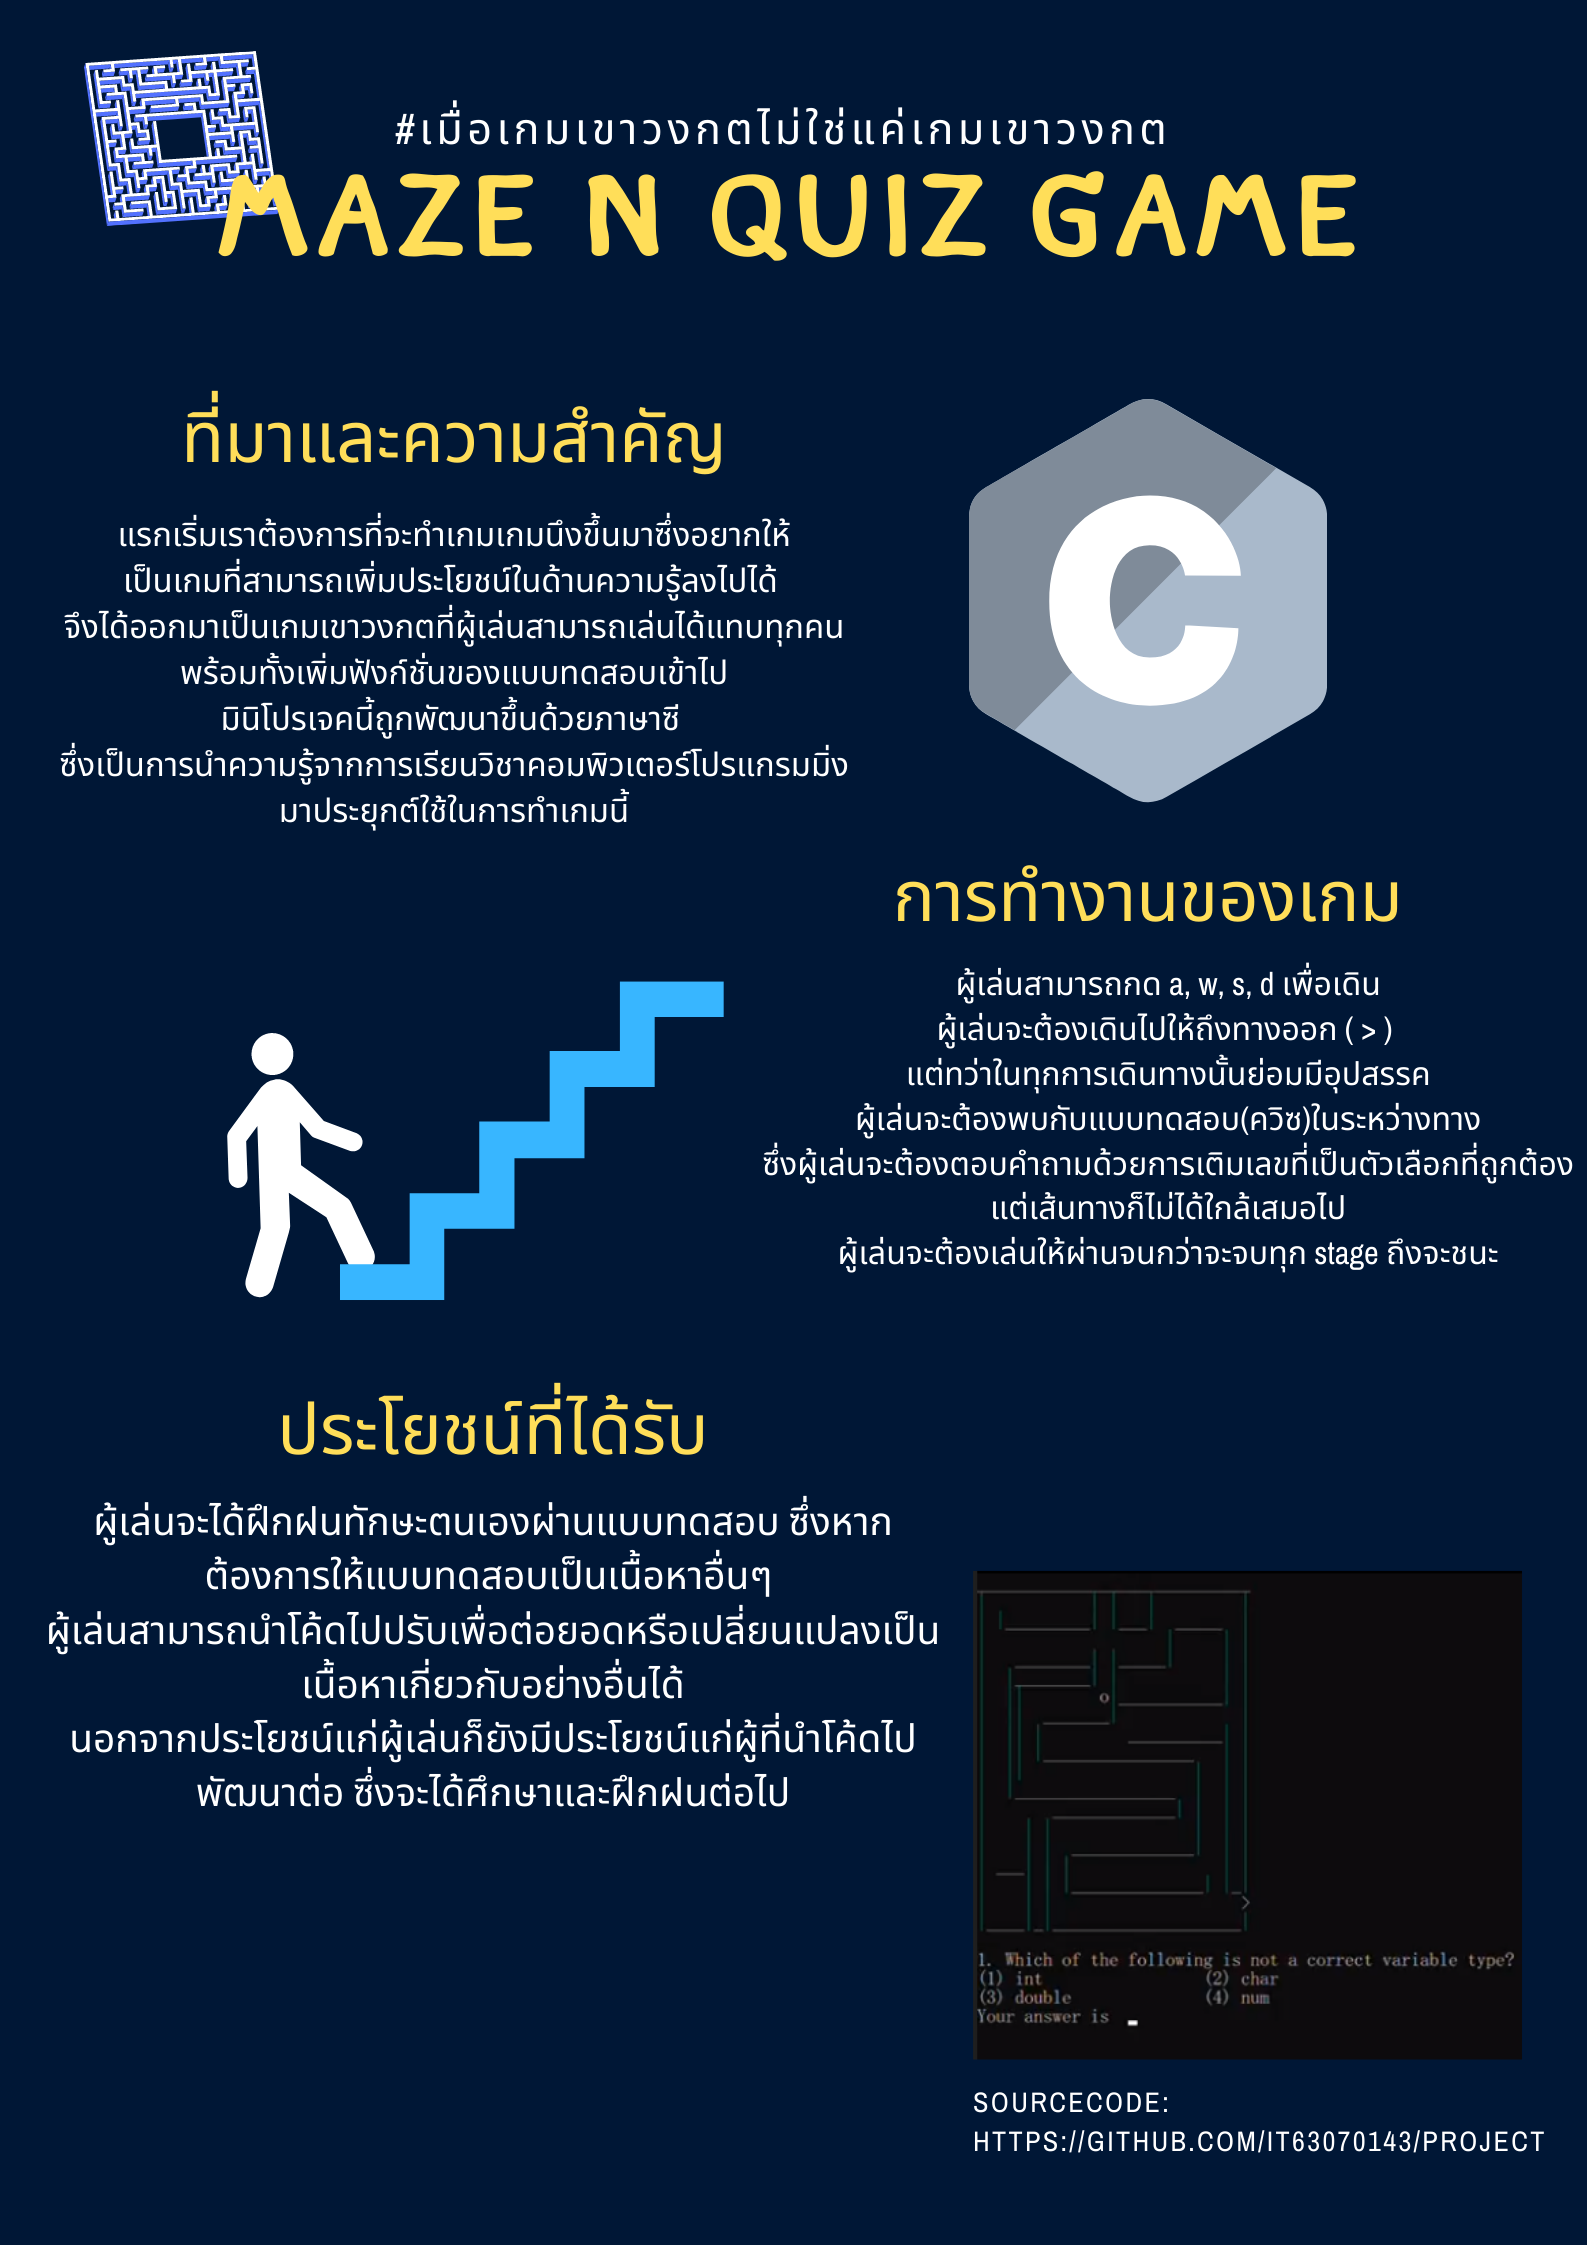 #เมื่อเกมเขาวงกตไม่ใช่แค่เกมเขาวงกต
MAZE N QUIZ GAME
ที่มาและความสำคัญ
แรกเริ่มเราต้องการที่จะทำเกมเกมนึงขึ้นมาซึ่งอยากให้
เป็นเกมที่สามารถเพิ่มประโยชน์ในด้านความรู้ลงไปได้
จึงได้ออกมาเป็นเกมเขาวงกตที่ผู้เล่นสามารถเล่นได้แทบทุกคน
พร้อมทั้งเพิ่มฟังก์ชั่นของแบบทดสอบเข้าไป
มินิโปรเจคนี้ถูกพัฒนาขึ้นด้วยภาษาซี
ซึ่งเป็นการนำความรู้จากการเรียนวิชาคอมพิวเตอร์โปรแกรมมิ่ง
มาประยุกต์ใช้ในการทำเกมนี้
C
การทำงานของเกม
ผู้เล่นสามารถกด a, w, s, d เพื่อเดิน
ผู้เล่นจะต้องเดินไปให้ถึงทางออก ( > )
แต่ทว่าในทุกการเดินทางนั้นย่อมมีอุปสรรค
ผู้เล่นจะต้องพบกับแบบทดสอบ(ควิซ)ในระหว่างทาง
ซึ่งผู้เล่นจะต้องตอบคำถามด้วยการเติมเลขที่เป็นตัวเลือกที่ถูกต้อง
แต่เส้นทางก็ไม่ได้ใกล้เสมอไป
ผู้เล่นจะต้องเล่นให้ผ่านจนกว่าจะจบทุก stage ถึงจะชนะ
ประโยชน์ที่ได้รับ
ผู้เล่นจะได้ฝึกฝนทักษะตนเองผ่านแบบทดสอบ ซึ่งหาก
ต้องการให้แบบทดสอบเป็นเนื้อหาอื่นๆ
ผู้เล่นสามารถนำโค้ดไปปรับเพื่อต่อยอดหรือเปลี่ยนแปลงเป็น
เนื้อหาเกี่ยวกับอย่างอื่นได้
นอกจากประโยชน์แก่ผู้เล่นก็ยังมีประโยชน์แก่ผู้ที่นำโค้ดไป
พัฒนาต่อ ซึ่งจะได้ศึกษาและฝึกฝนต่อไป
o
>
1. Which of the following is not a correct variable type?
(1) int (2) char
(3) double (4) num
Your answer is
SOURCECODE:
HTTPS://GITHUB.COM/IT63070143/PROJECT